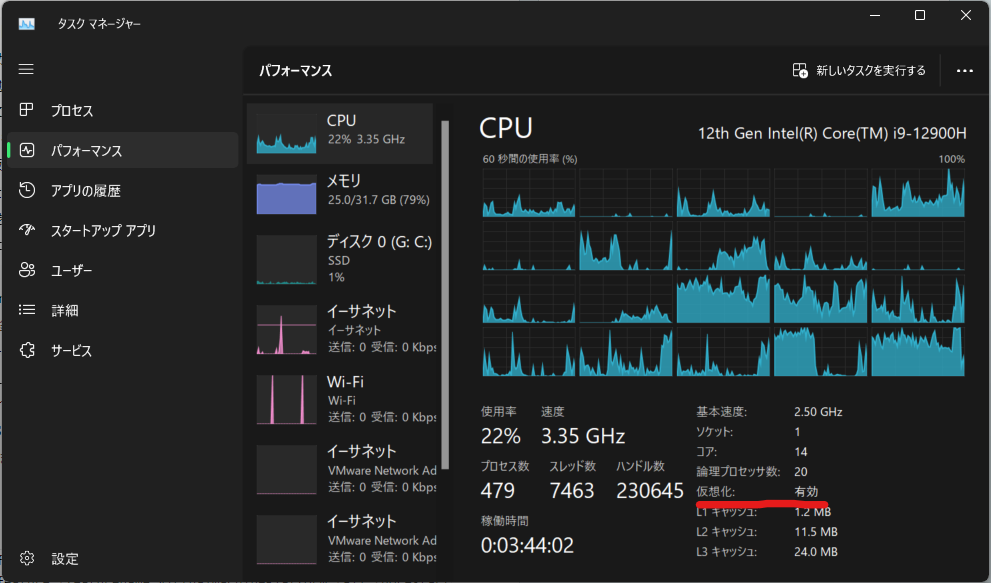 タスク マネージャー
パフォーマンス
新しいタスクを実行する
プロセス
パフォーマンス
アプリの履歴
スタートアップ アプリ
ユーザー
詳細
サービス
設定
CPU
22% 3.35 GHz
メモリ
25.0/31.7 GB (79%)
ディスク 0 (G: C:)
SSD
1%
イーサネット
イーサネット
送信: 0 受信: 0 Kbps
Wi-Fi
Wi-Fi
送信: 0 受信: 0 Kbps
イーサネット
VMware Network Ad
送信: 0 受信: 0 Kbps
イーサネット
VMware Network Ad
送信: 0 受信: 0 Kbps
CPU
12th Gen Intel(R) Core(TM) i9-12900H
60 秒間の使用率 (%)
100%
使用率 速度
22% 3.35 GHz
プロセス数 スレッド数 ハンドル数
479 7463 230645
稼働時間
0:03:44:02
基本速度: 2.50 GHz
ソケット: 1
コア: 14
論理プロセッサ数: 20
仮想化: 有効
L1 キャッシュ: 1.2 MB
L2 キャッシュ: 11.5 MB
L3 キャッシュ: 24.0 MB